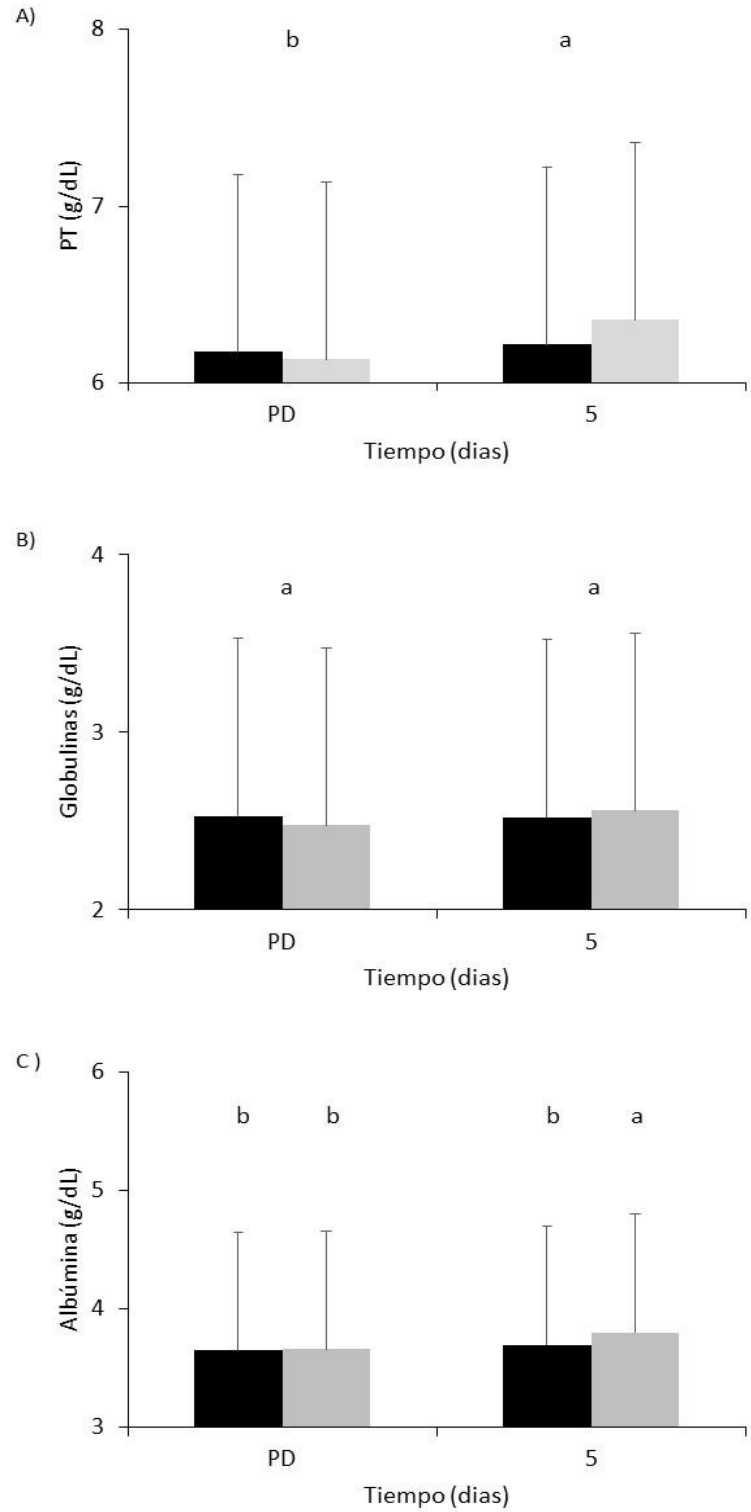 A)
8
b
a
7
PT (g/dL)
6
PD
5
Tiempo (dias)
B)
4
a
a
3
Globulinas (g/dL)
2
PD
5
Tiempo (dias)
C )
6
b
b
b
a
5
Albúmina (g/dL)
4
3
PD
5
Tiempo (dias)